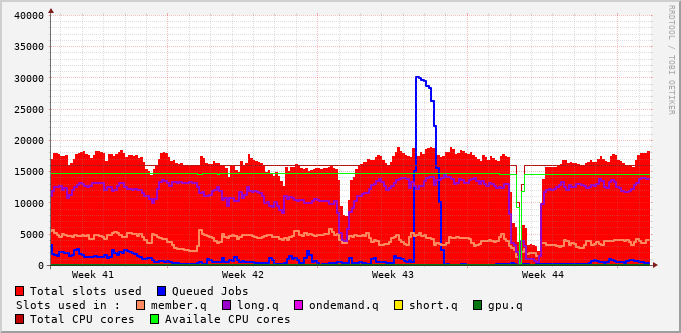 40000
35000
30000
25000
20000
15000
10000
5000
0
Week 41 Week 42 Week 43 Week 44
RRDTOOL / TOBI OETIKER
Total slots used Queued Jobs
Slots used in : member.q long.q ondemand.q short.q gpu.q
Total CPU cores Availale CPU cores